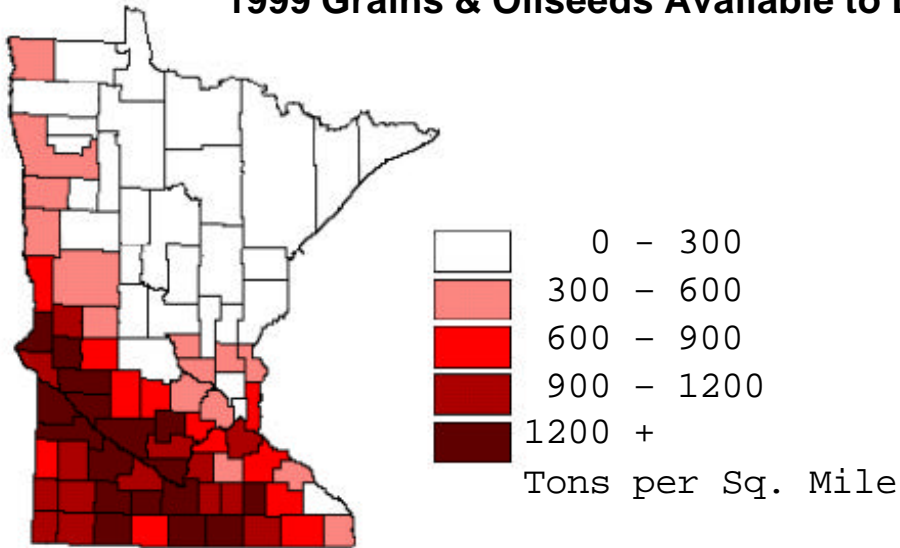 1999 Grains & Oilseeds Available to
0 - 300
300 - 600
600 - 900
900 - 1200
1200 +
Tons per Sq. Mile